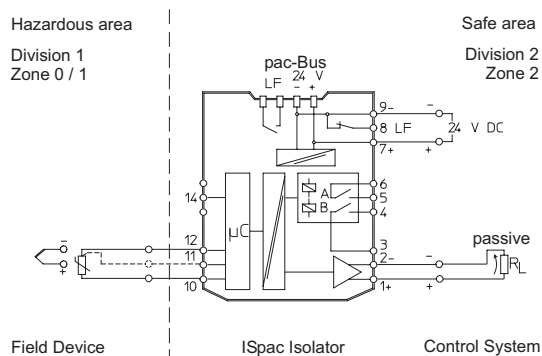 Hazardous area
Safe area
Division 1
Zone 0 / 1
Division 2
Zone 2
pac-Bus
LF 24 V
- +
9-
-
8 LF
24 V DC
7+
+
6
A
5
B
4
14
µC
12
11
10
3
2-
-
1+
+
passive
RL
-
+
Field Device
ISpac Isolator
Control System